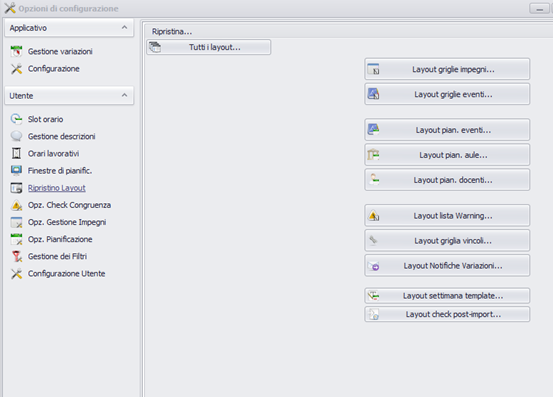 Opzioni di configurazione
Applicativo
Gestione variazioni
Configurazione
Utente
Slot orario
Gestione descrizioni
Orari lavorativi
Finestre di pianific.
Ripristino Layout
Opz. Check Congruenza
Opz. Gestione Impegni
Opz. Pianificazione
Gestione dei Filtri
Configurazione Utente
Ripristina...
Tutti i layout...
Layout griglie impegni...
Layout griglie eventi...
Layout pian. eventi...
Layout pian. aule...
Layout pian. docenti...
Layout lista Warning...
Layout griglia vincoli...
Layout Notifiche Variazioni...
Layout settimana template...
Layout check post-import...